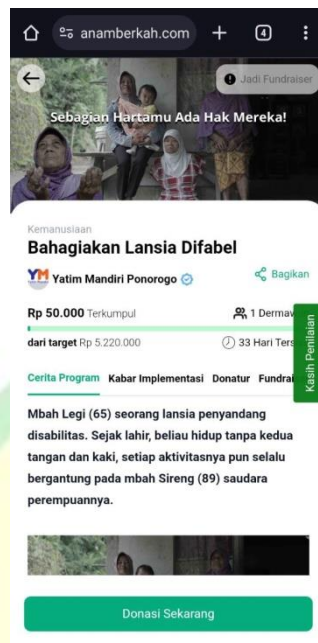 anamberkah.com
4
Jadi Fundraiser
Sebagian Hartamu Ada Hak Mereka!
Kemanusiaan
Bahagiakan Lansia Difabel
YM Yatim Mandiri Ponorogo
Bagikan
Rp 50.000 Terkumpul
1 Dermaw
dari target Rp 5.220.000
33 Hari Ters
Kasih Penilaian
Cerita Program Kabar Implementasi Donatur Fundrai
Mbah Legi (65) seorang lansia penyandang
disabilitas. Sejak lahir, beliau hidup tanpa kedua
tangan dan kaki, setiap aktivitasnya pun selalu
bergantung pada mbah Sireng (89) saudara
perempuannya.
Donasi Sekarang